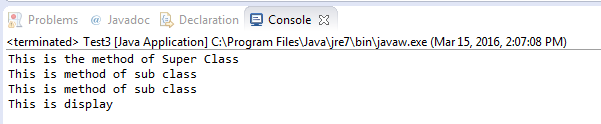 Problems @ Javadoc Declaration Console
<terminated> Test3 [Java Application] C:\Program Files\Java\jre7\bin\javaw.exe (Mar 15, 2016, 2:07:08 PM)
This is the method of Super Class
This is method of sub class
This is method of sub class
This is display